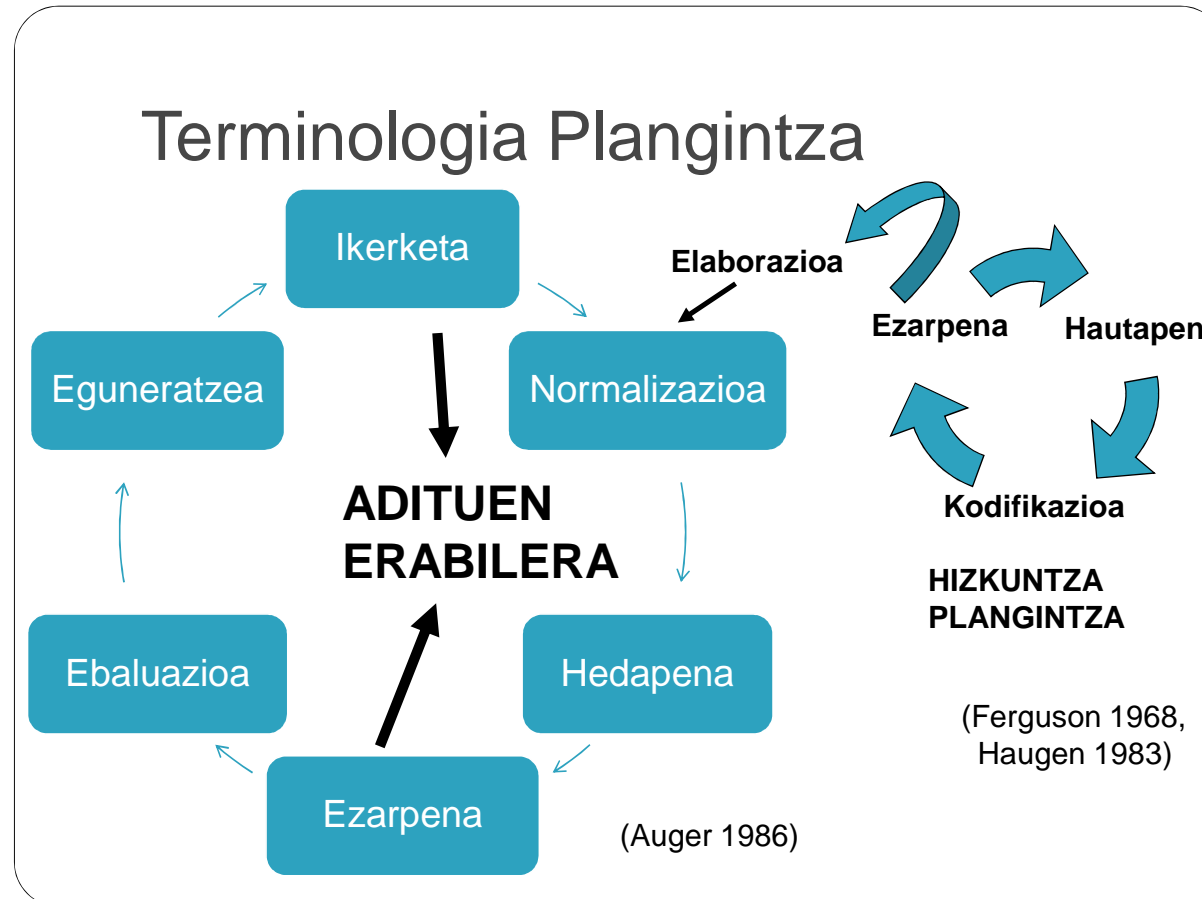 Terminologia Plangintza
Ikerketa
Normalizazioa
Hedapena
Ezarpena
Ebaluazioa
Eguneratzea
ADITUEN
ERABILERA
(Auger 1986)
Elaborazioa
Ezarpena
Hautapen
Kodifikazioa
HIZKUNTZA
PLANGINTZA
(Ferguson 1968,
Haugen 1983)